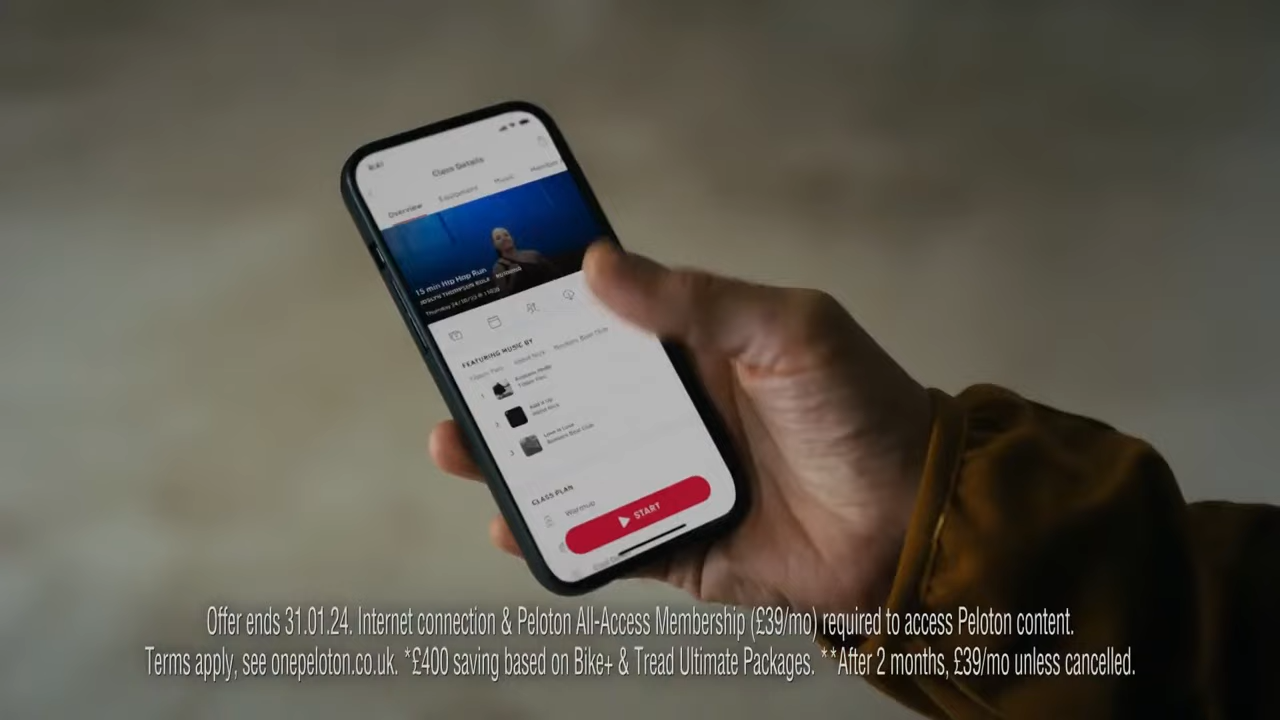 Class Details
Overview Equipment Music
15 min Hip Hop Run
FEATURING MUSIC BY
CLASS PLAN
Warmup
START
Offer ends 31.01.24. Internet connection & Peloton All-Access Membership (£39/mo) required to access Peloton content.
Terms apply, see onepeloton.co.uk. *£400 saving based on Bike+ & Tread Ultimate Packages. **After 2 months, £39/mo unless cancelled.